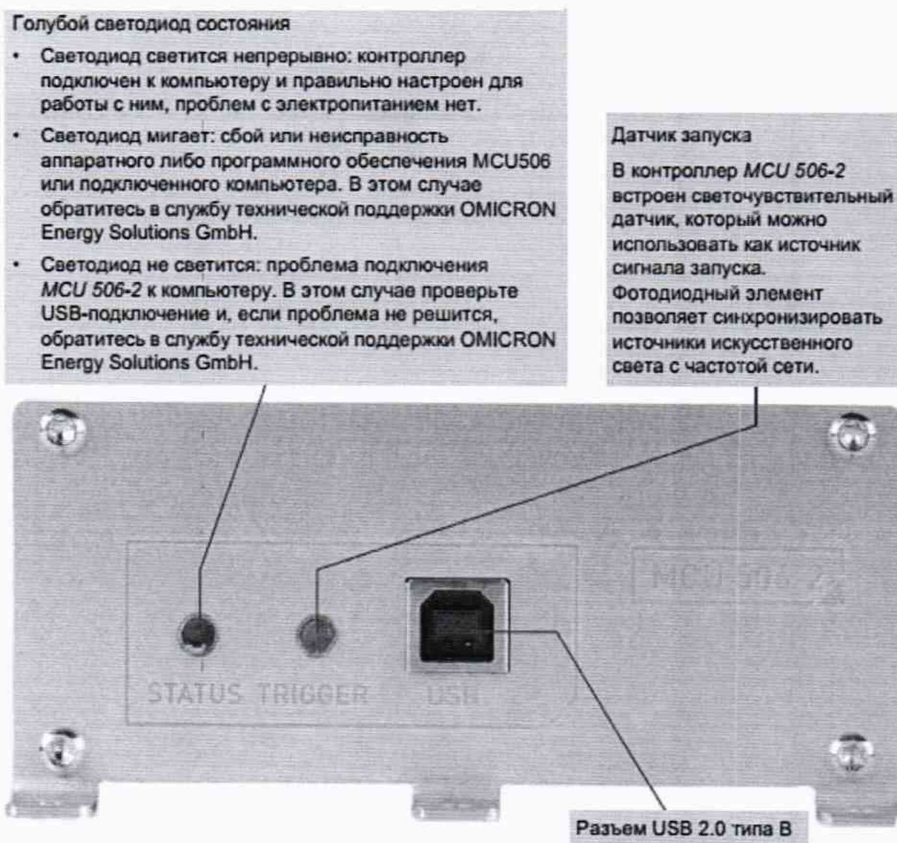 Голубой светодиод состояния
• Светодиод светится непрерывно: контроллер
подключен к компьютеру и правильно настроен для
работы с ним, проблем с электропитанием нет.
• Светодиод мигает: сбой или неисправность
аппаратного либо программного обеспечения MCU506
или подключенного компьютера. В этом случае
обратитесь в службу технической поддержки OMICRON
Energy Solutions GmbH.
• Светодиод не светится: проблема подключения
MCU 506-2 к компьютеру. В этом случае проверьте
USB-подключение и, если проблема не решится,
обратитесь в службу технической поддержки OMICRON
Energy Solutions GmbH.
Датчик запуска
В контроллер MCU 506-2
встроен светочувствительный
датчик, который можно
использовать как источник
сигнала запуска.
Фотодиодный элемент
позволяет синхронизировать
источники искусственного
света с частотой сети.
MCU 506-2
STATUS TRIGGER USB
Разъем USB 2.0 типа B